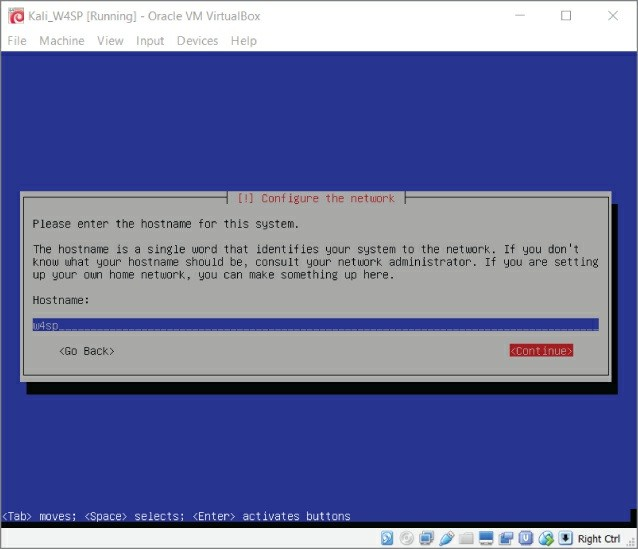 Kali_W4SP [Running] - Oracle VM VirtualBox
File Machine View Input Devices Help
[!] Configure the network
Please enter the hostname for this system.
The hostname is a single word that identifies your system to the network. If you don't
know what your hostname should be, consult your network administrator. If you are setting
up your own home network, you can make something up here.
Hostname:
w4sp
<Go Back> <Continue>
<Tab> moves; <Space> selects; <Enter> activates buttons
Right Ctrl